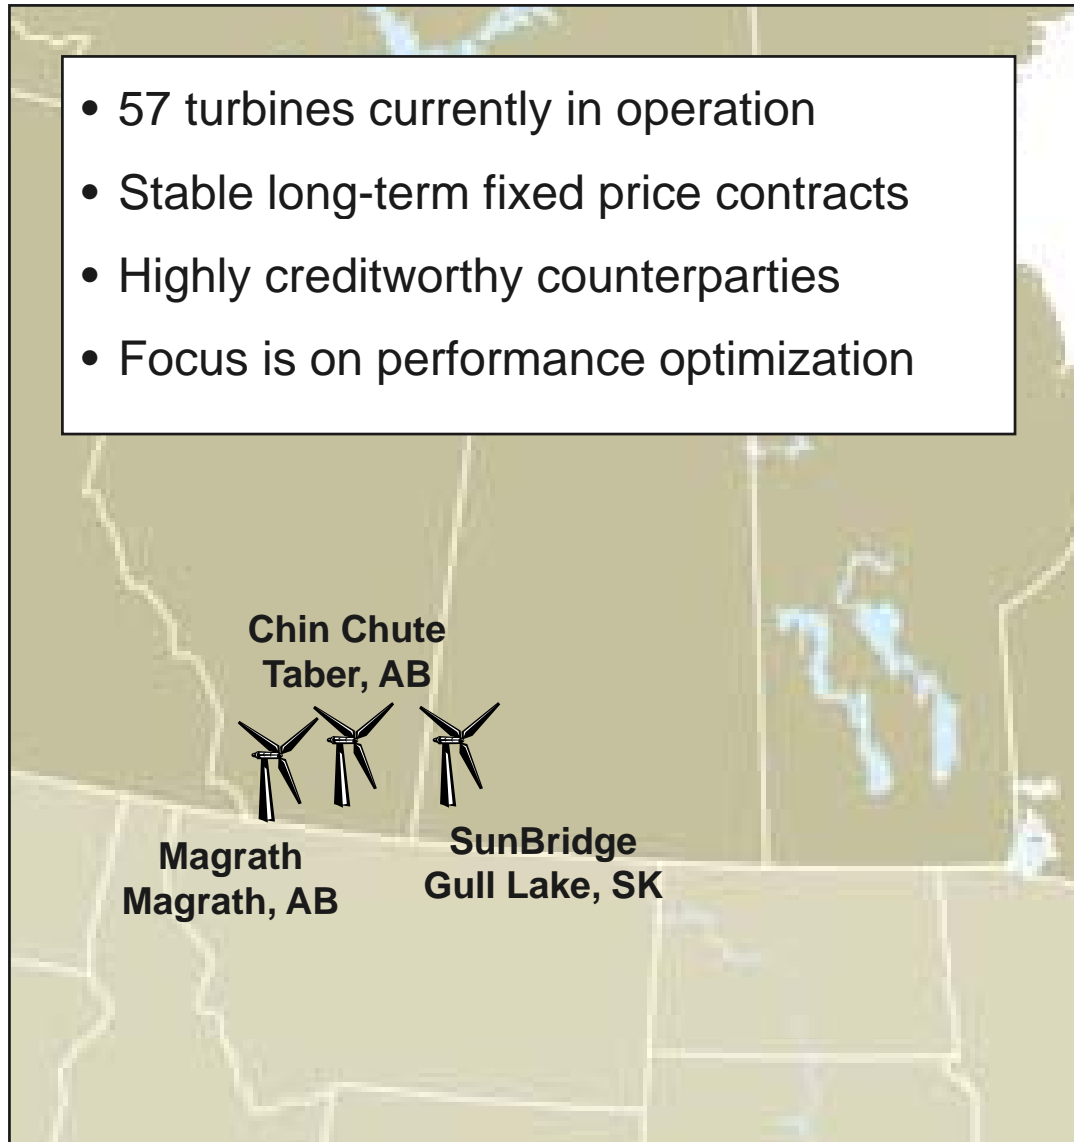 • 57 turbines currently in operation
• Stable long-term fixed price contracts
• Highly creditworthy counterparties
• Focus is on performance optimization
Chin Chute
Taber, AB
Magrath
Magrath, AB
SunBridge
Gull Lake, SK